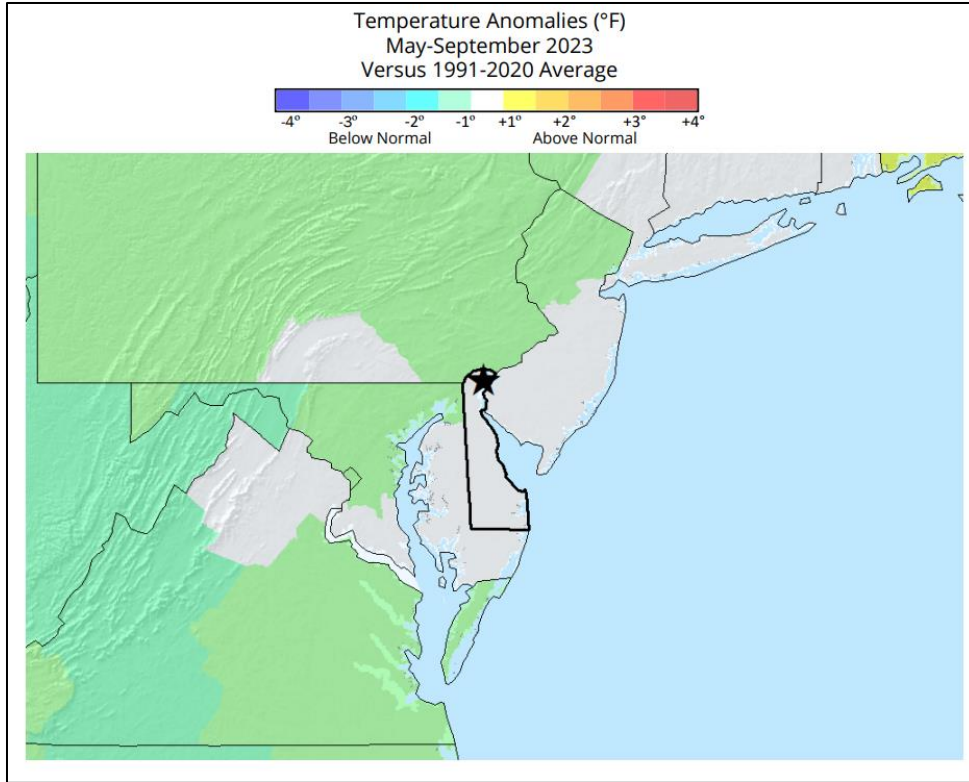 Temperature Anomalies (°F)
May-September 2023
Versus 1991-2020 Average
-4° -3° -2° -1° +1° +2° +3° +4°
Below Normal Above Normal